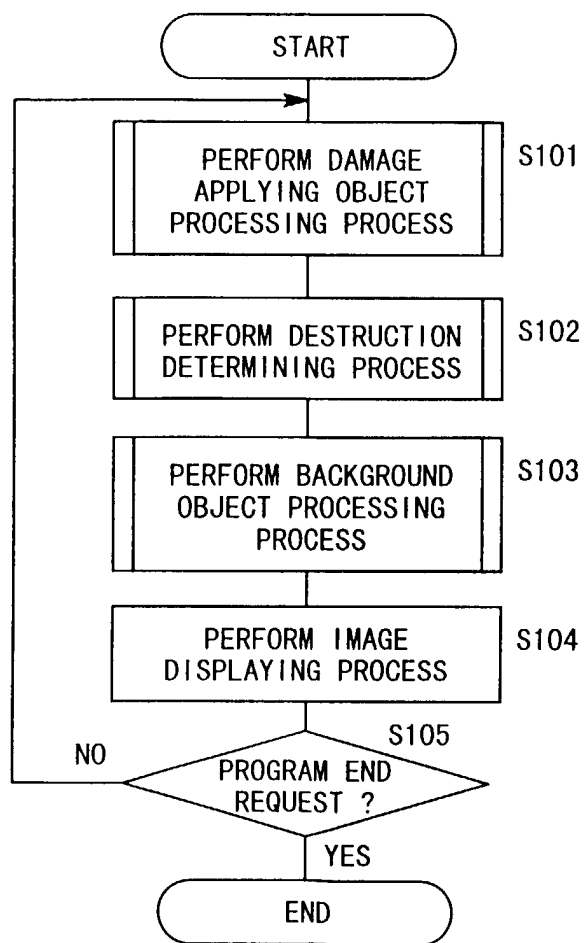 START
PERFORM DAMAGE
APPLYING OBJECT
PROCESSING PROCESS
S101
PERFORM DESTRUCTION
DETERMINING PROCESS
S102
PERFORM BACKGROUND
OBJECT PROCESSING
PROCESS
S103
PERFORM IMAGE
DISPLAYING PROCESS
S104
S105
NO
PROGRAM END
REQUEST ?
YES
END